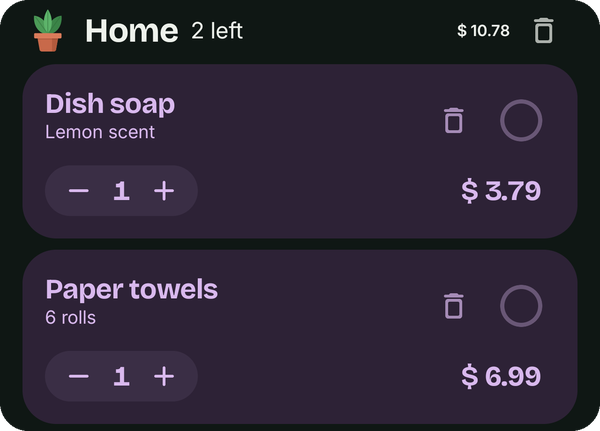 Home 2 left $ 10.78
Dish soap
Lemon scent
− 1 + $ 3.79
Paper towels
6 rolls
− 1 + $ 6.99